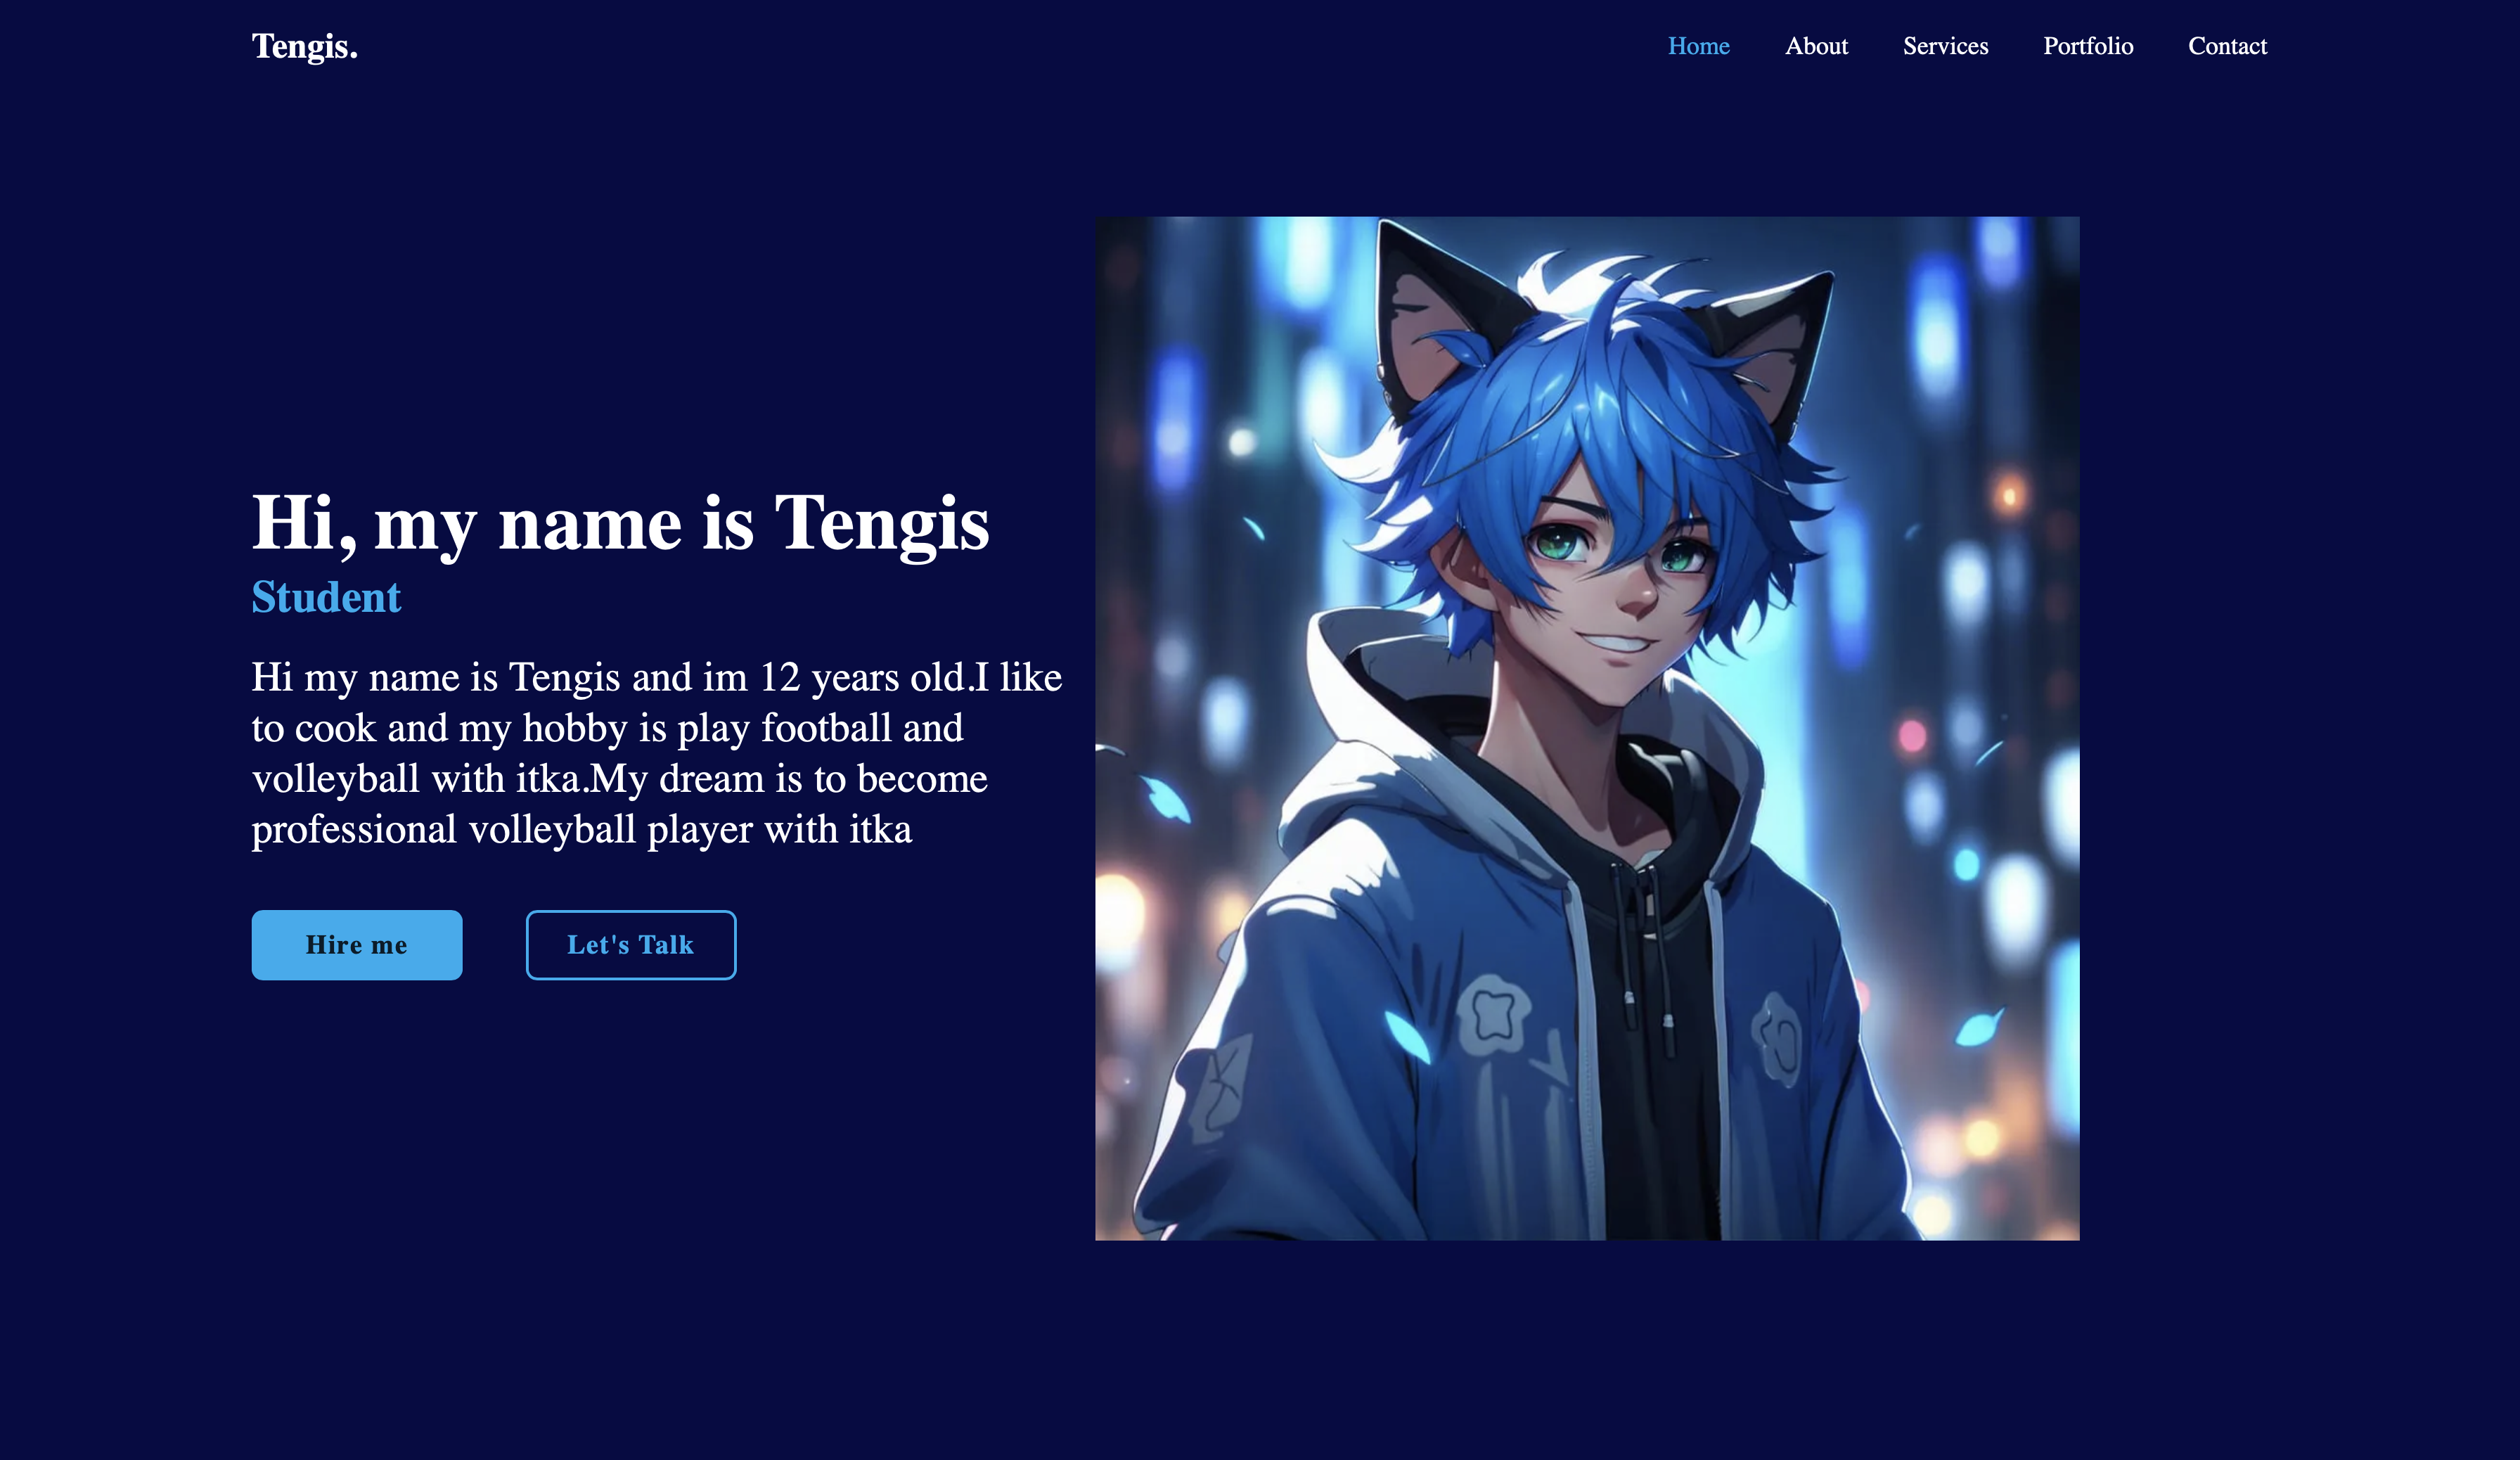 Tengis.
Home About Services Portfolio Contact
Hi, my name is Tengis
Student
Hi my name is Tengis and im 12 years old.I like
to cook and my hobby is play football and
volleyball with itka.My dream is to become
professional volleyball player with itka
Hire me
Let's Talk